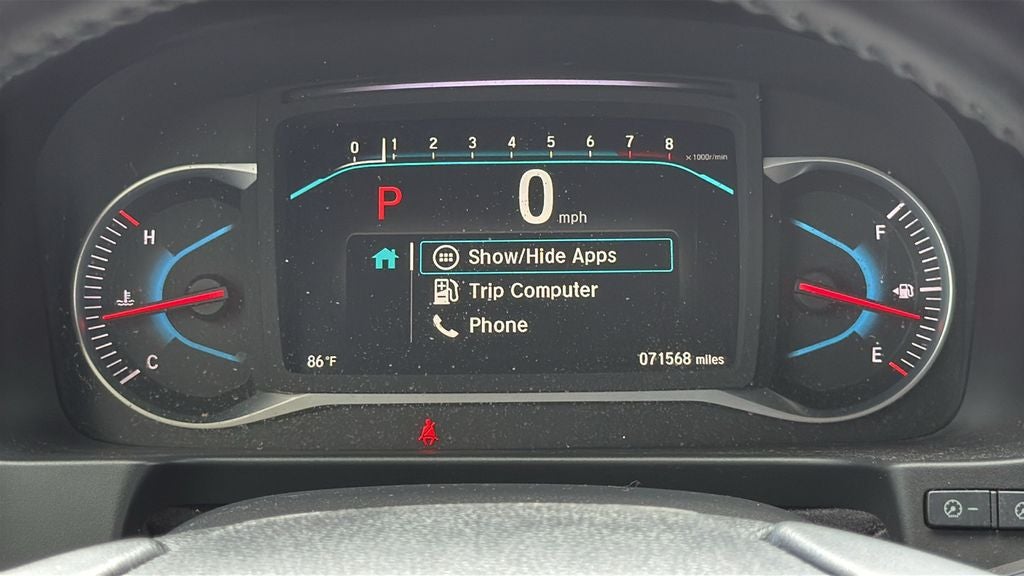 0 1 2 3 4 5 6 7 8
×1000r/min
P 0 mph
H
C
Show/Hide Apps
Trip Computer
Phone
86°F
071568 miles
F
E